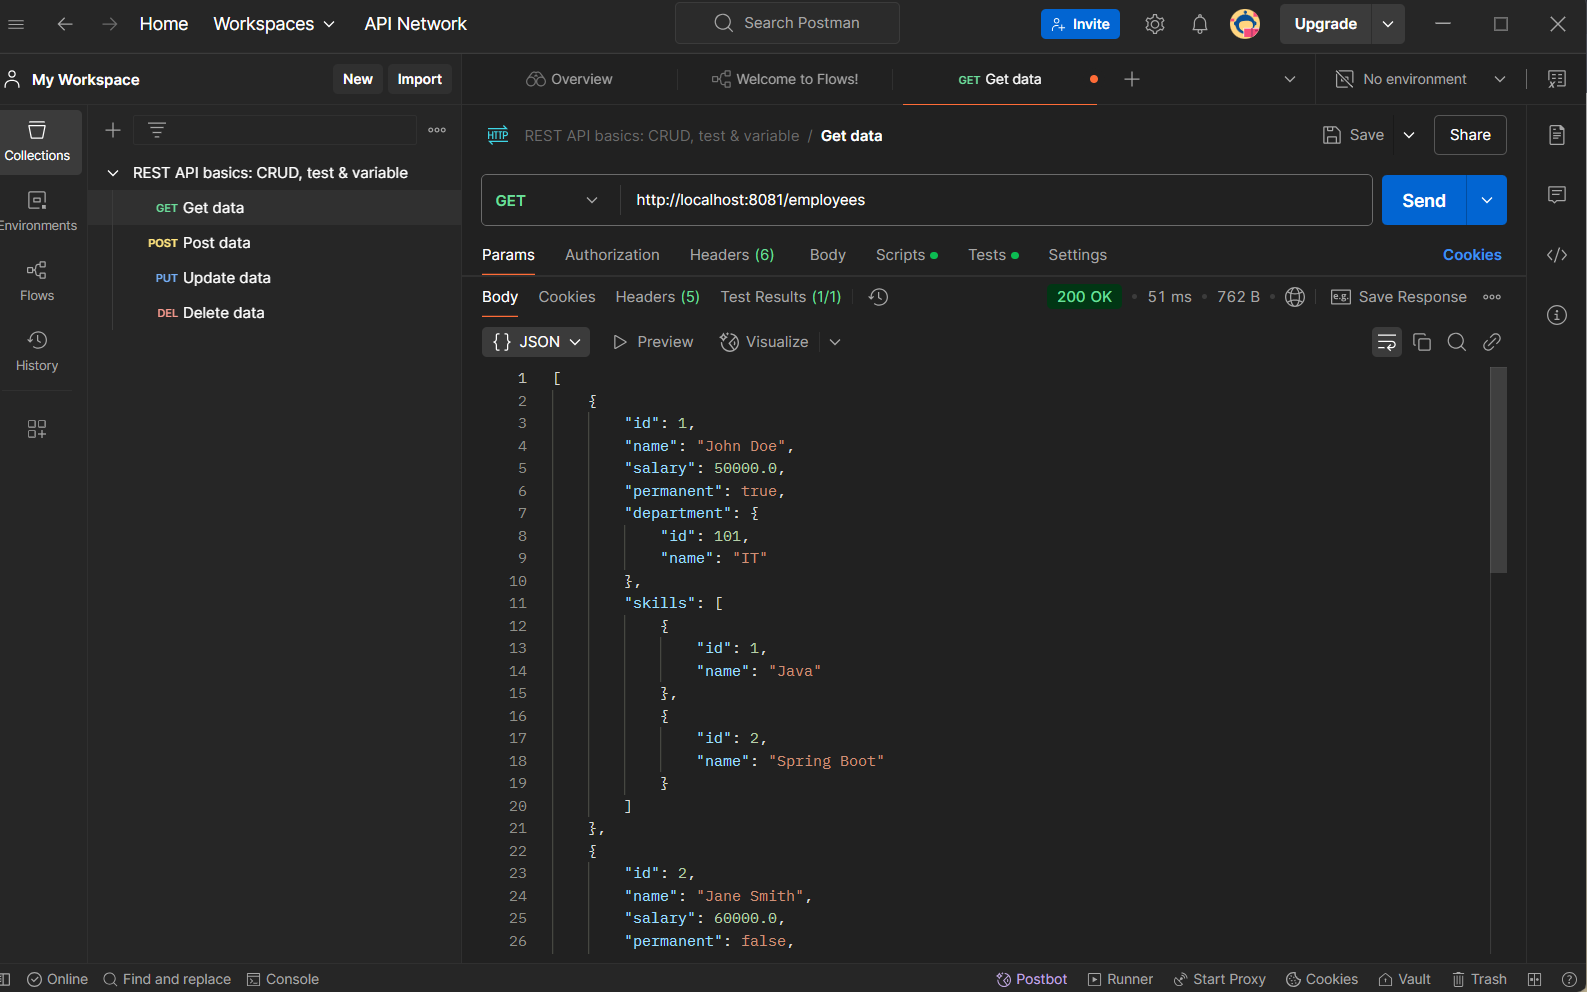 Home Workspaces API Network Search Postman Invite Upgrade
My Workspace New Import Overview Welcome to Flows! GET Get data No environment
Collections
Environments
Flows
History
REST API basics: CRUD, test & variable
GET Get data
POST Post data
PUT Update data
DEL Delete data
HTTP REST API basics: CRUD, test & variable / Get data Save Share
GET http://localhost:8081/employees Send
Params Authorization Headers (6) Body Scripts Tests Settings Cookies
Body Cookies Headers (5) Test Results (1/1) 200 OK 51 ms 762 B e.g. Save Response
{} JSON Preview Visualize
1 [
2 {
3 "id": 1,
4 "name": "John Doe",
5 "salary": 50000.0,
6 "permanent": true,
7 "department": {
8 "id": 101,
9 "name": "IT"
10 },
11 "skills": [
12 {
13 "id": 1,
14 "name": "Java"
15 },
16 {
17 "id": 2,
18 "name": "Spring Boot"
19 }
20 ]
21 },
22 {
23 "id": 2,
24 "name": "Jane Smith",
25 "salary": 60000.0,
26 "permanent": false,
Online Find and replace Console Postbot Runner Start Proxy Cookies Vault Trash